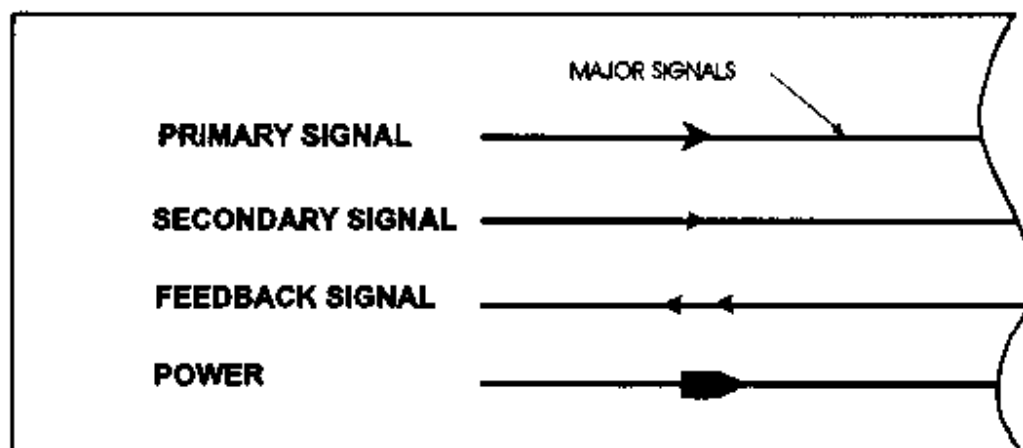 MAJOR SIGNALS
PRIMARY SIGNAL
SECONDARY SIGNAL
FEEDBACK SIGNAL
POWER